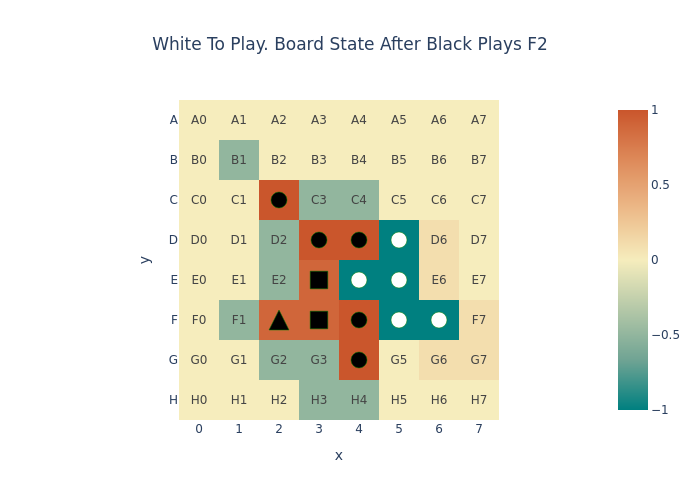 White To Play. Board State After Black Plays F2
A A0 A1 A2 A3 A4 A5 A6 A7 1
B B0 B1 B2 B3 B4 B5 B6 B7
C C0 C1 C3 C4 C5 C6 C7 0.5
D D0 D1 D2 D6 D7
y 0
E E0 E1 E2 E6 E7
F F0 F1 F7 −0.5
G G0 G1 G2 G3 G5 G6 G7
H H0 H1 H2 H3 H4 H5 H6 H7 −1
0 1 2 3 4 5 6 7
x